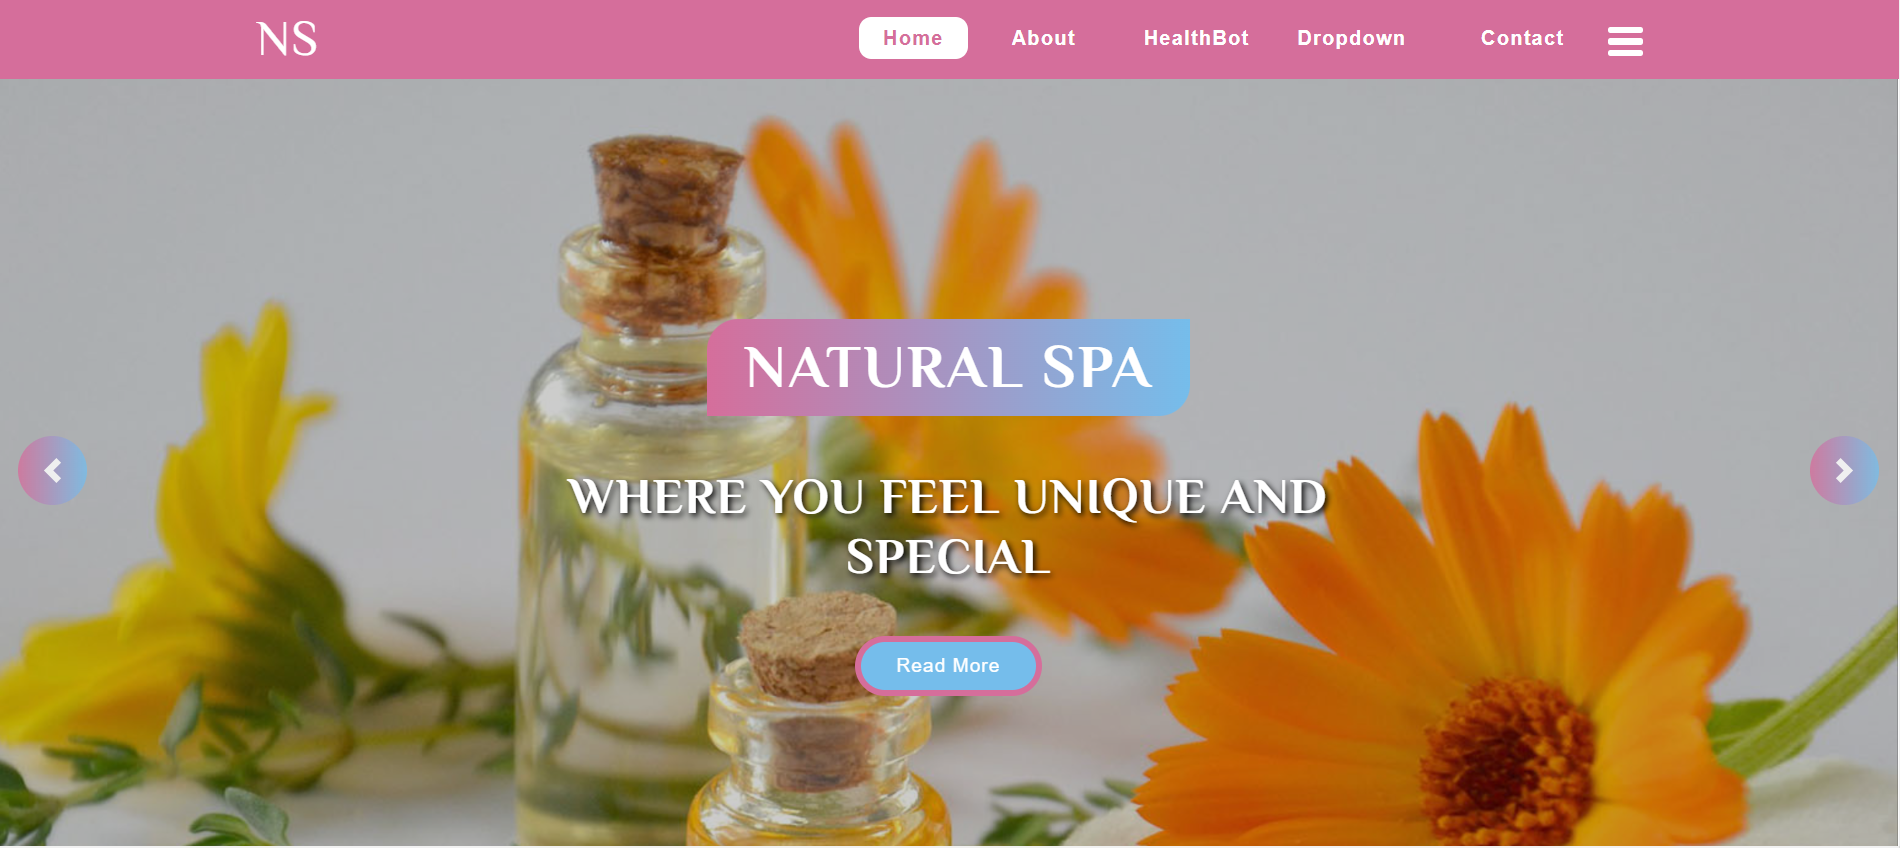 NS
Home
About
HealthBot
Dropdown
Contact
NATURAL SPA
WHERE YOU FEEL UNIQUE AND
SPECIAL
Read More